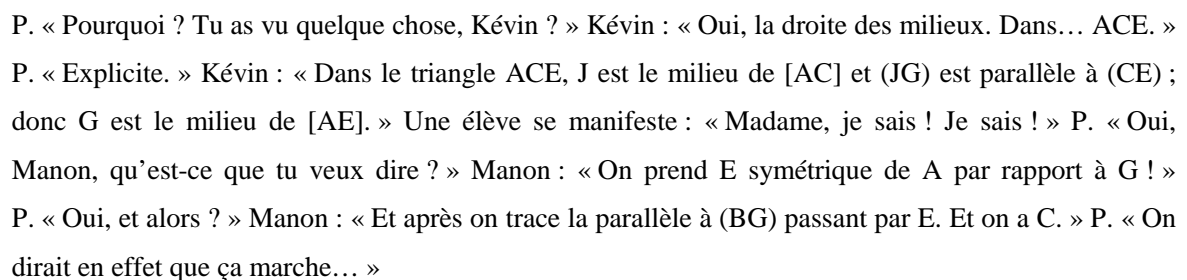 P. « Pourquoi ? Tu as vu quelque chose, Kévin ? » Kévin : « Oui, la droite des milieux. Dans… ACE. »
P. « Explicite. » Kévin : « Dans le triangle ACE, J est le milieu de [AC] et (JG) est parallèle à (CE) ;
donc G est le milieu de [AE]. » Une élève se manifeste : « Madame, je sais ! Je sais ! » P. « Oui,
Manon, qu’est-ce que tu veux dire ? » Manon : « On prend E symétrique de A par rapport à G ! »
P. « Oui, et alors ? » Manon : « Et après on trace la parallèle à (BG) passant par E. Et on a C. » P. « On
dirait en effet que ça marche… »